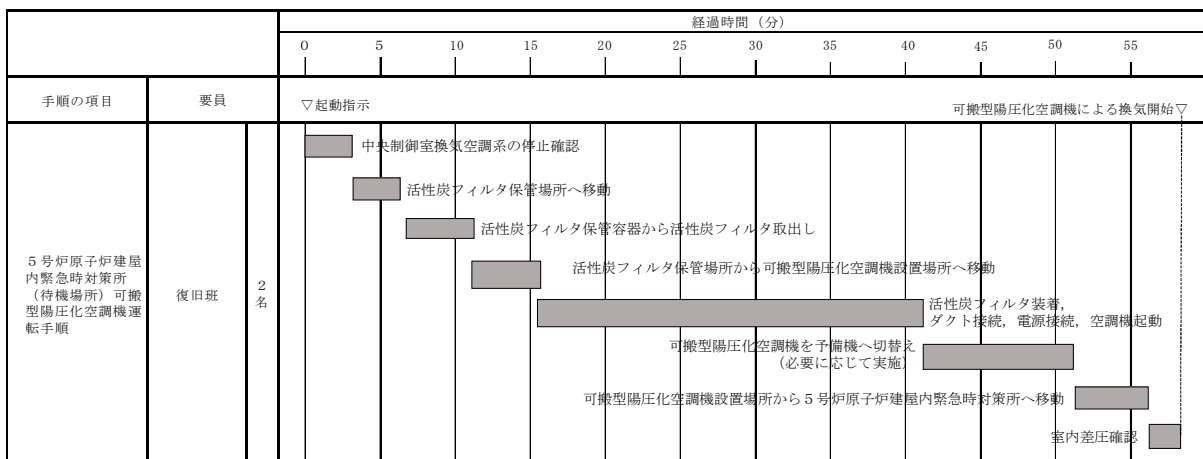 経過時間（分）
0 5 10 15 20 25 30 35 40 45 50 55
手順の項目 要員 ▽起動指示 可搬型陽圧化空調機による換気開始▽
中央制御室換気空調系の停止確認
活性炭フィルタ保管場所へ移動
活性炭フィルタ保管容器から活性炭フィルタ取出し
活性炭フィルタ保管場所から可搬型陽圧化空調機設置場所へ移動
５号炉原子炉建屋
内緊急時対策所
（待機場所）可搬
型陽圧化空調機運
転手順
復旧班
２
名
活性炭フィルタ装着，
ダクト接続，電源接続，空調機起動
可搬型陽圧化空調機を予備機へ切替え
（必要に応じて実施）
可搬型陽圧化空調機設置場所から５号炉原子炉建屋内緊急時対策所へ移動
室内差圧確認